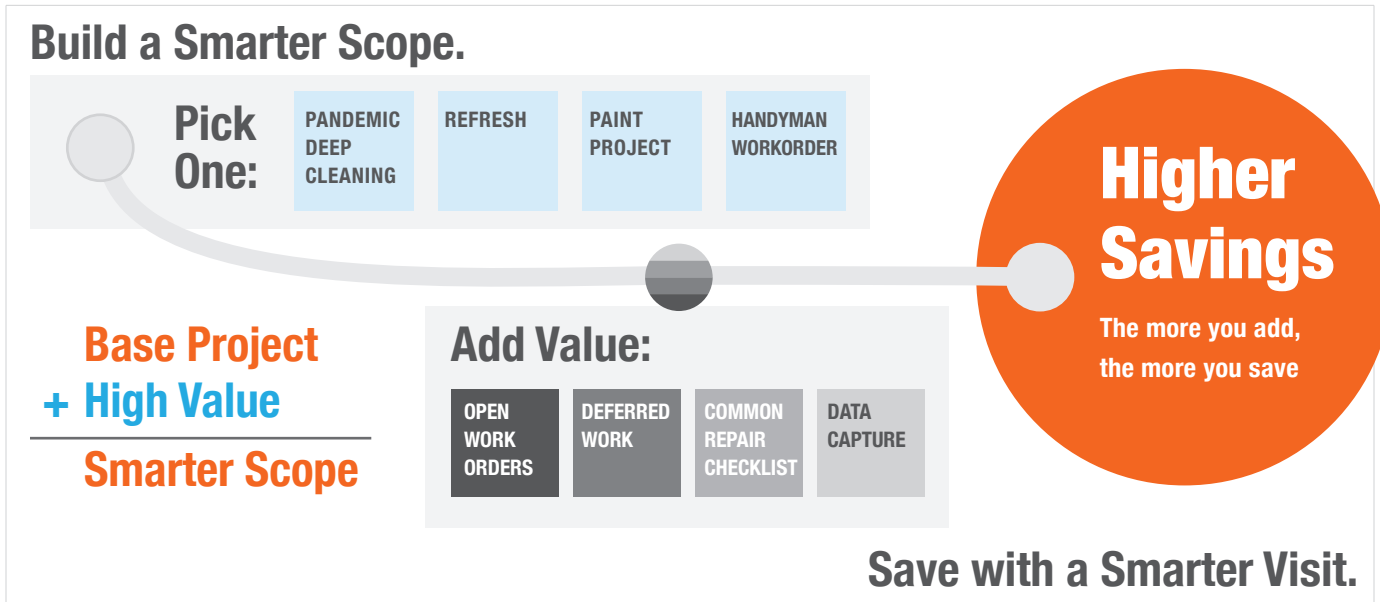 Build a Smarter Scope.
Pick
One:
PANDEMIC
DEEP
CLEANING
REFRESH
PAINT
PROJECT
HANDYMAN
WORKORDER
Higher
Savings
The more you add,
the more you save
Base Project
+ High Value
Smarter Scope
Add Value:
OPEN
WORK
ORDERS
DEFERRED
WORK
COMMON
REPAIR
CHECKLIST
DATA
CAPTURE
Save with a Smarter Visit.